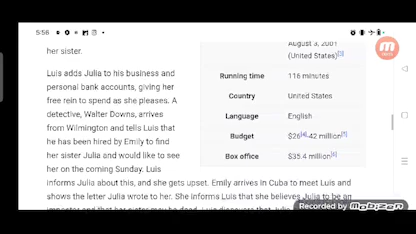 5:56
her sister.
Luis adds Julia to his business and
personal bank accounts, giving her
free rein to spend as she pleases. A
detective, Walter Downs, arrives
from Wilmington and tells Luis that
he has been hired by Emily to find
her sister Julia and would like to see
her on the coming Sunday. Luis
informs Julia about this, and she gets upset. Emily arrives in Cuba to meet Luis and
shows the letter Julia wrote to her. She informs Luis that she believes Julia to be an
August 3, 2001
(United States)[3]
Running time 116 minutes
Country United States
Language English
Budget $26[4]-42 million[5]
Box office $35.4 million[6]
Recorded by Mobizen